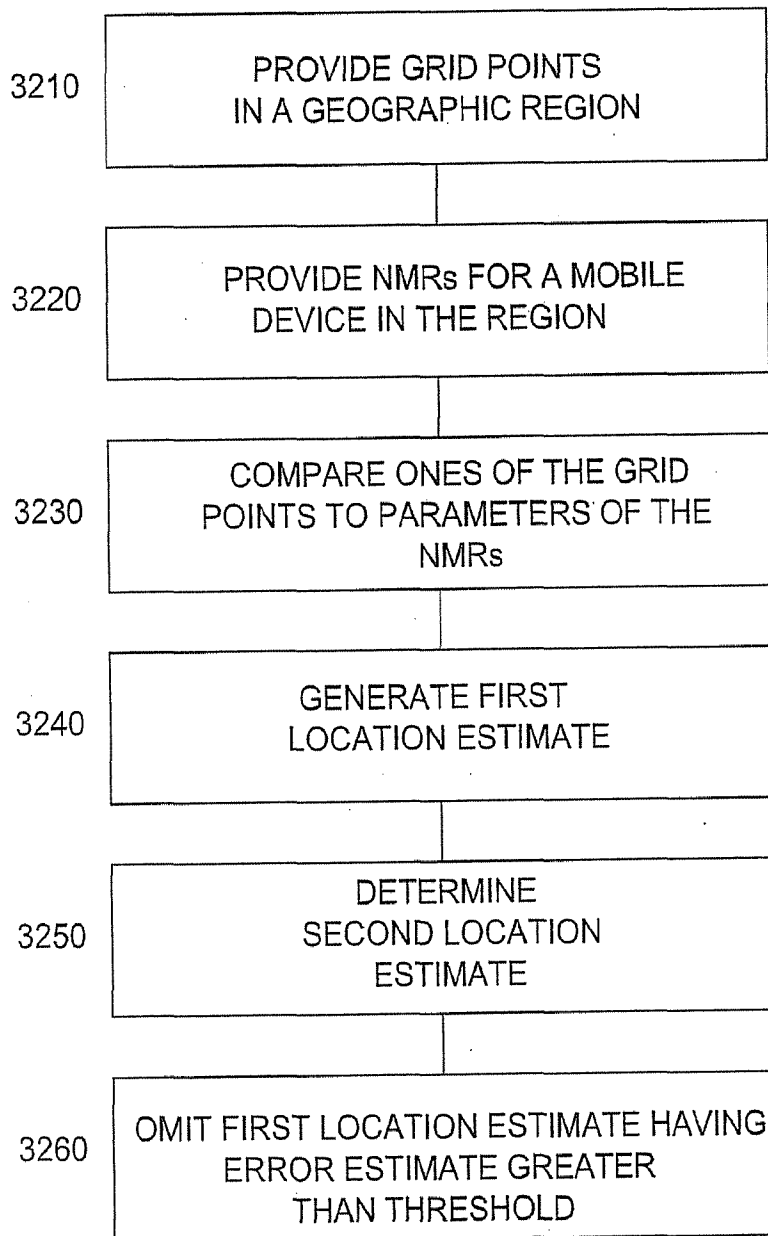 3210
PROVIDE GRID POINTS
IN A GEOGRAPHIC REGION
3220
PROVIDE NMRs FOR A MOBILE
DEVICE IN THE REGION
3230
COMPARE ONES OF THE GRID
POINTS TO PARAMETERS OF THE
NMRs
3240
GENERATE FIRST
LOCATION ESTIMATE
3250
DETERMINE
SECOND LOCATION
ESTIMATE
3260
OMIT FIRST LOCATION ESTIMATE HAVING
ERROR ESTIMATE GREATER
THAN THRESHOLD